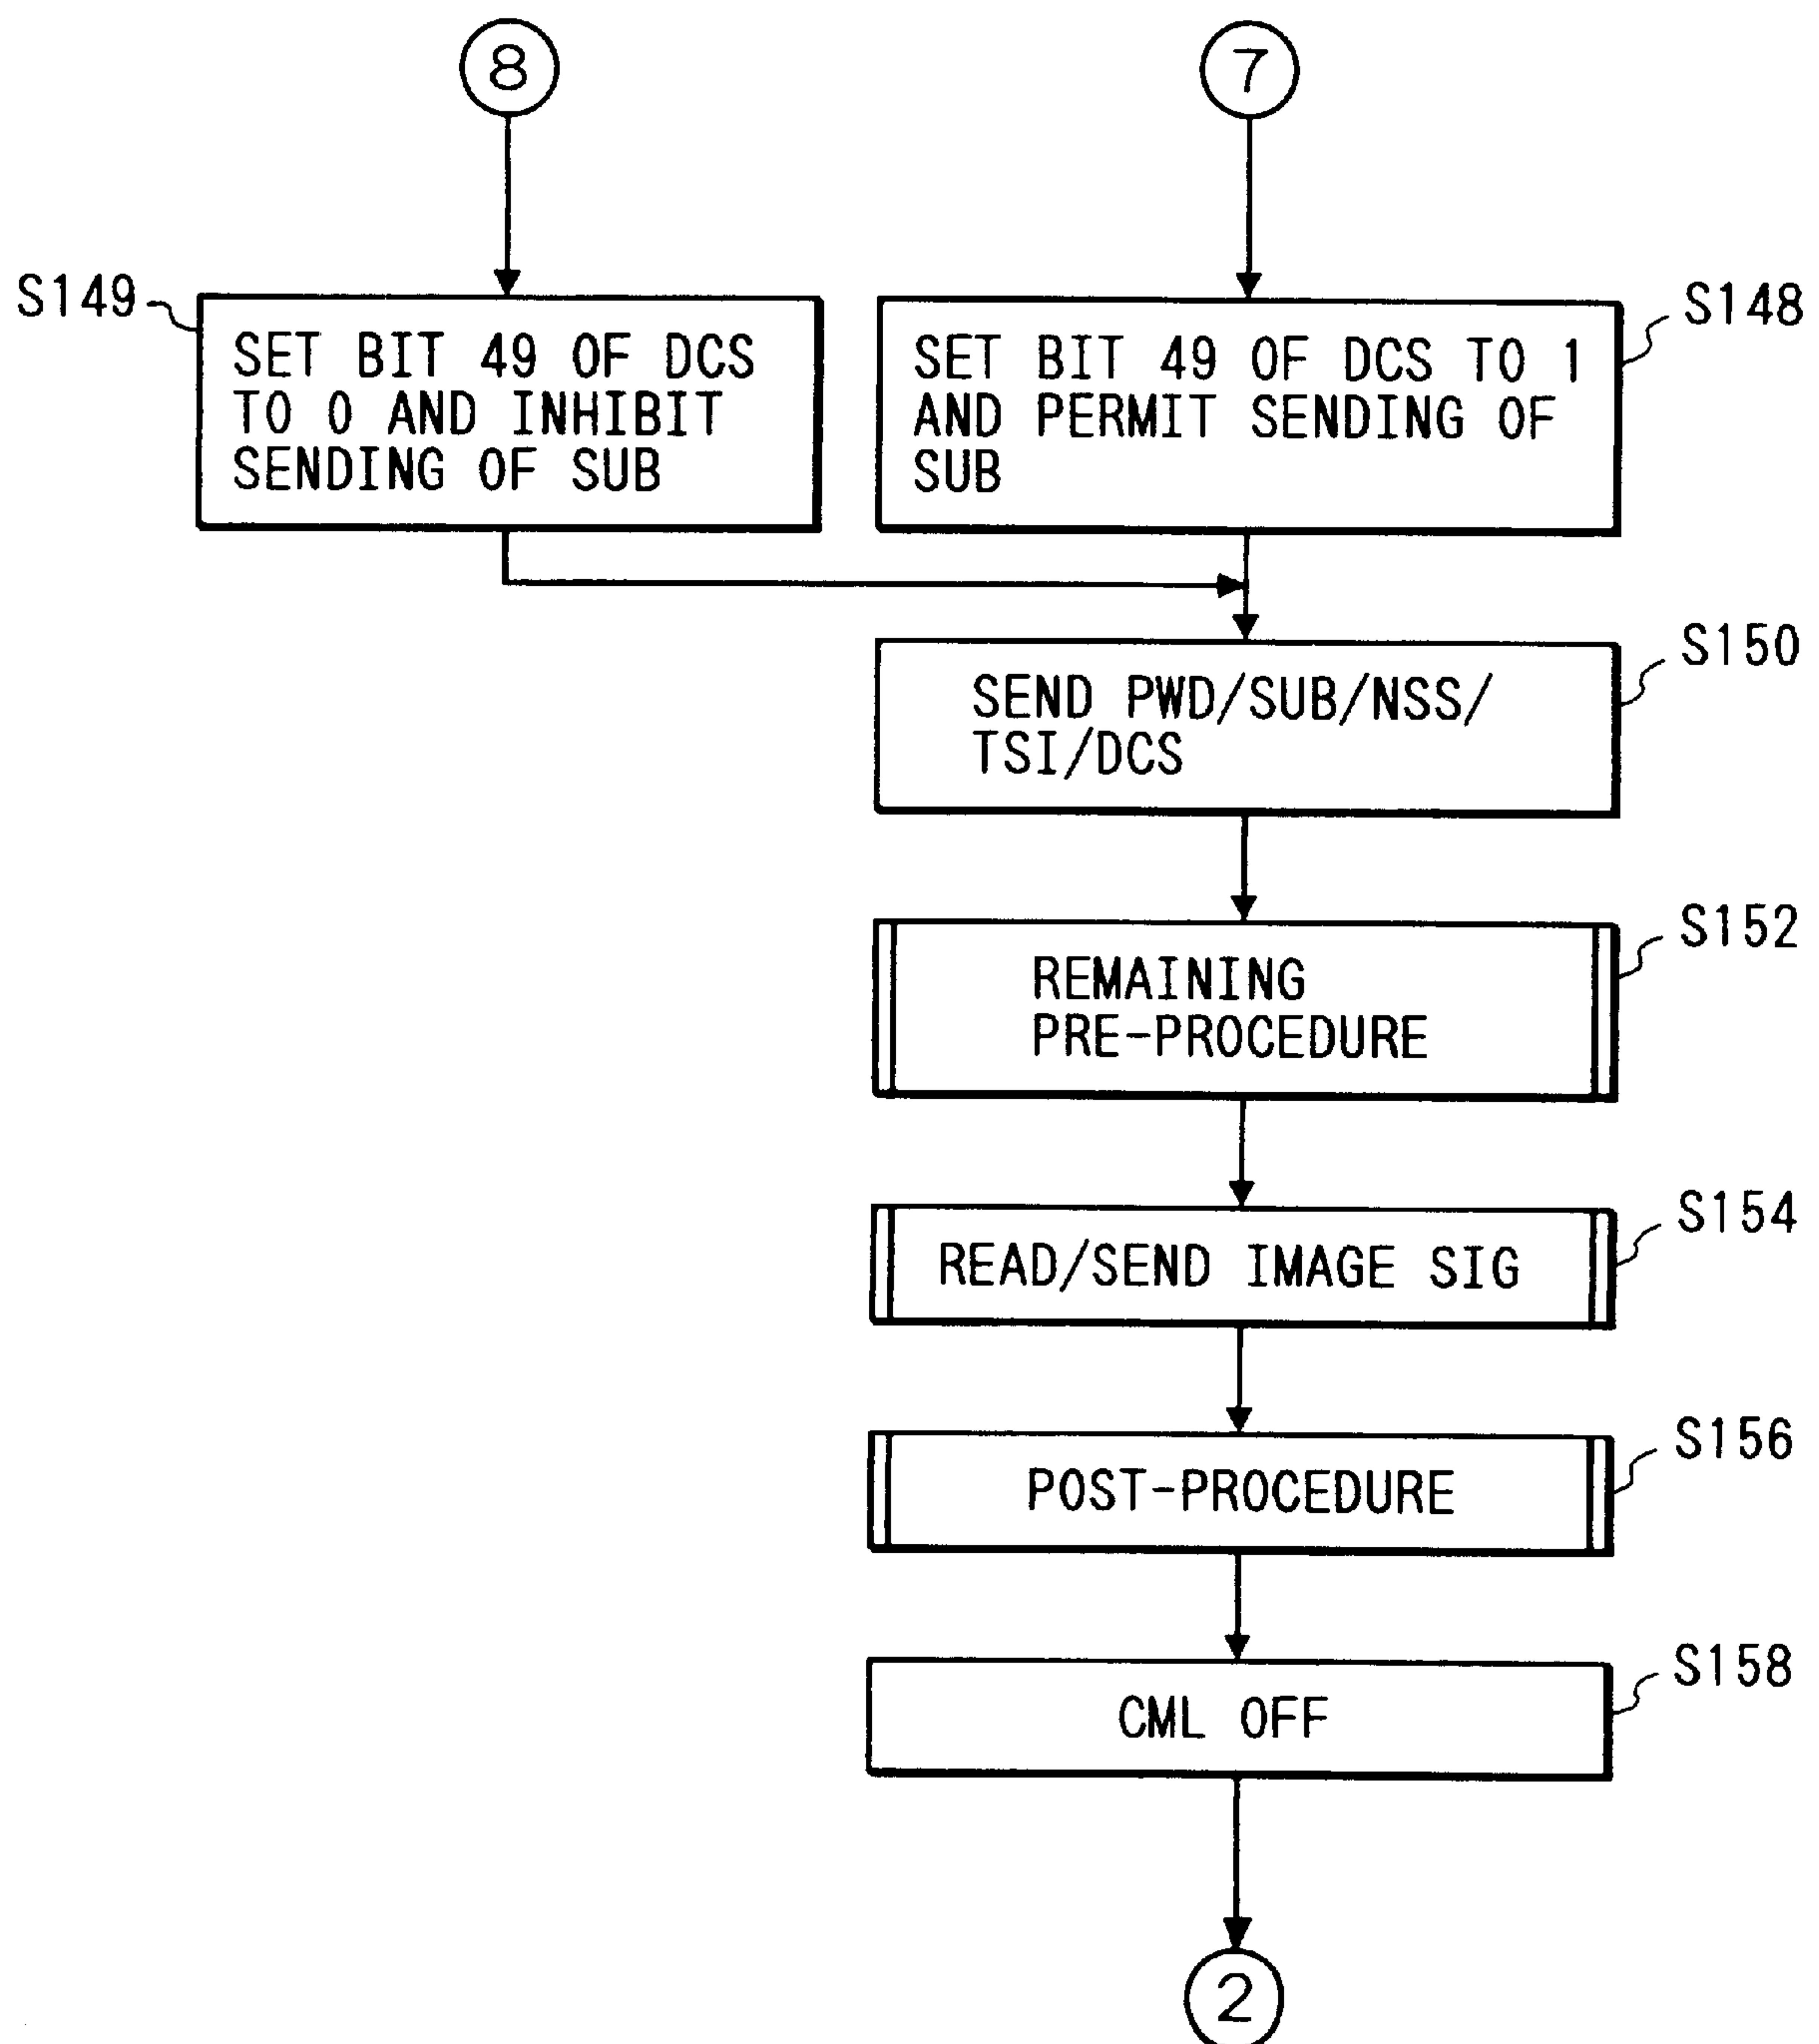 8
7
S149
SET BIT 49 OF DCS
TO 0 AND INHIBIT
SENDING OF SUB
S148
SET BIT 49 OF DCS TO 1
AND PERMIT SENDING OF
SUB
S150
SEND PWD/SUB/NSS/
TSI/DCS
S152
REMAINING
PRE-PROCEDURE
S154
READ/SEND IMAGE SIG
S156
POST-PROCEDURE
S158
CML OFF
2